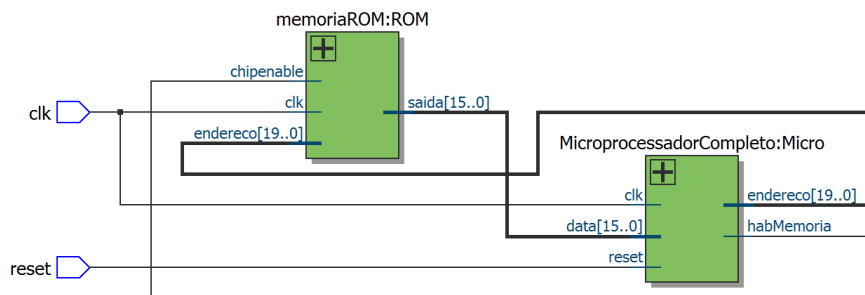 memoriaROM:ROM
chipenable
clk
saida[15..0]
clk
endereco[19..0]
MicroprocessadorCompleto:Micro
clk
endereco[19..0]
data[15..0]
habMemoria
reset
reset